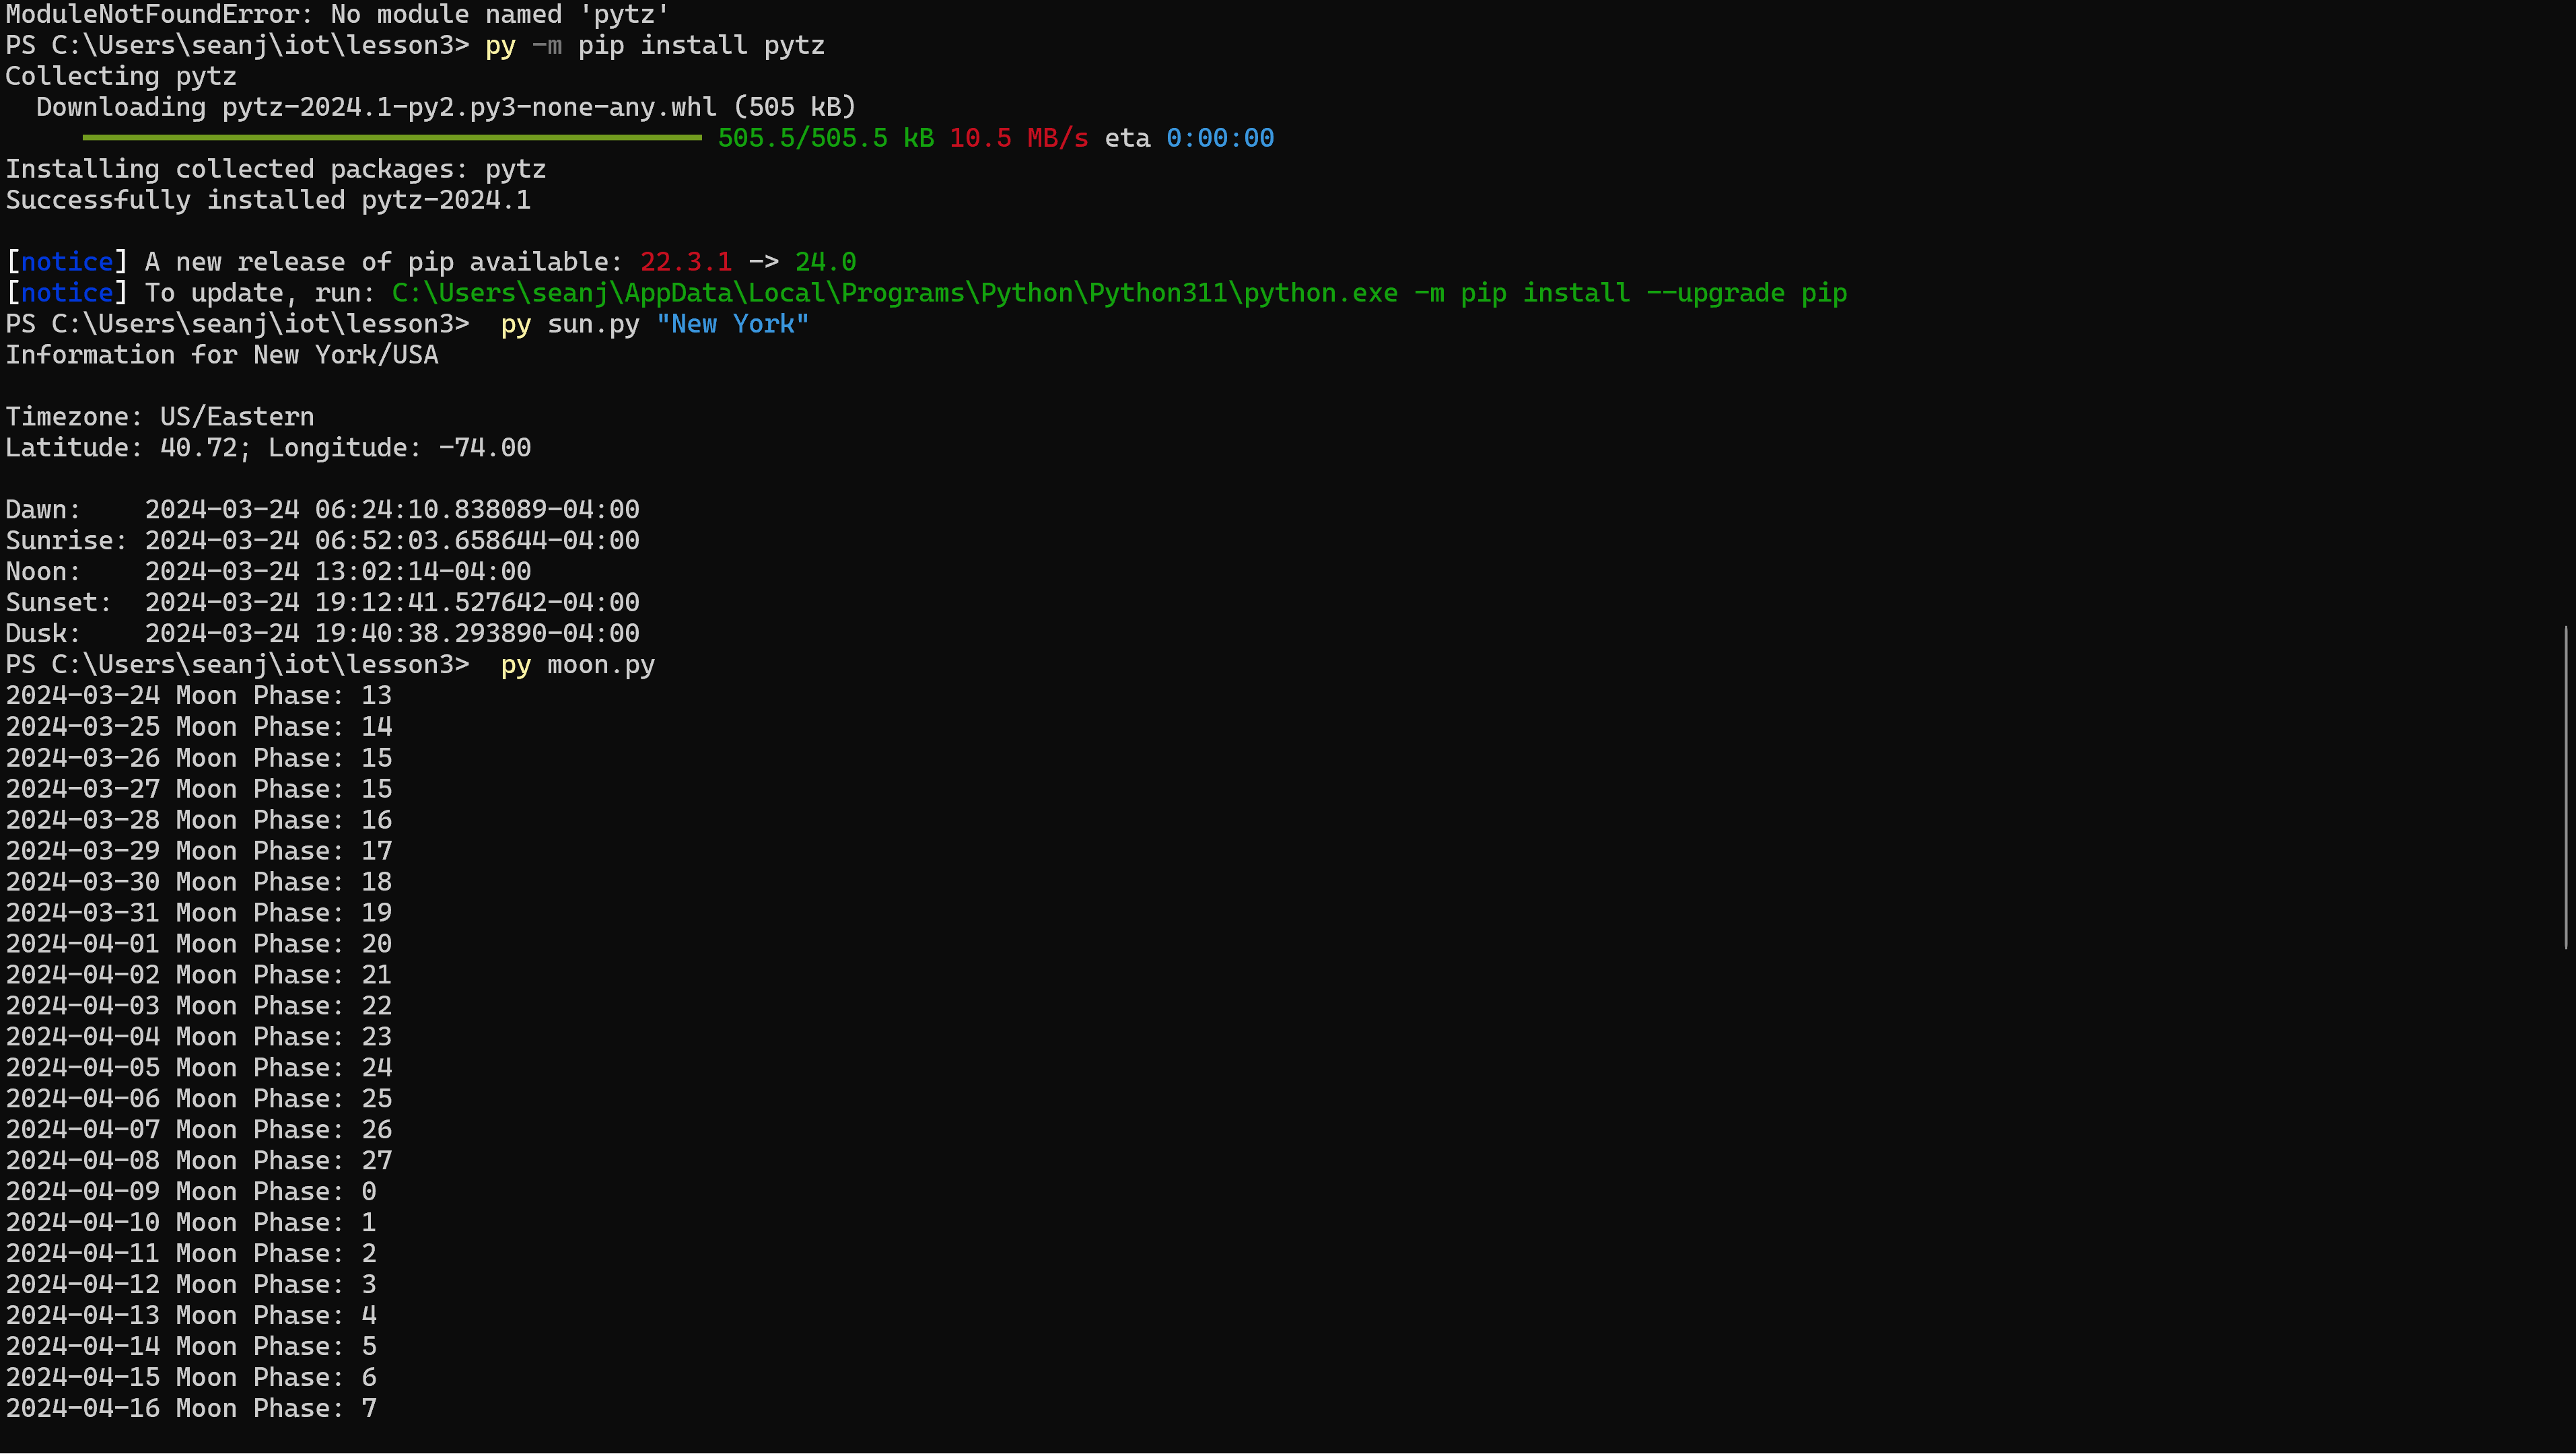 ModuleNotFoundError: No module named 'pytz'
PS C:\Users\seanj\iot\lesson3> py -m pip install pytz
Collecting pytz
  Downloading pytz-2024.1-py2.py3-none-any.whl (505 kB)
     ━━━━━━━━━━━━━━━━━━━━━━━━━━━━━━━━━━━━━━━━ 505.5/505.5 kB 10.5 MB/s eta 0:00:00
Installing collected packages: pytz
Successfully installed pytz-2024.1

[notice] A new release of pip available: 22.3.1 -> 24.0
[notice] To update, run: C:\Users\seanj\AppData\Local\Programs\Python\Python311\python.exe -m pip install --upgrade pip
PS C:\Users\seanj\iot\lesson3>  py sun.py "New York"
Information for New York/USA

Timezone: US/Eastern
Latitude: 40.72; Longitude: -74.00

Dawn:    2024-03-24 06:24:10.838089-04:00
Sunrise: 2024-03-24 06:52:03.658644-04:00
Noon:    2024-03-24 13:02:14-04:00
Sunset:  2024-03-24 19:12:41.527642-04:00
Dusk:    2024-03-24 19:40:38.293890-04:00
PS C:\Users\seanj\iot\lesson3>  py moon.py
2024-03-24 Moon Phase: 13
2024-03-25 Moon Phase: 14
2024-03-26 Moon Phase: 15
2024-03-27 Moon Phase: 15
2024-03-28 Moon Phase: 16
2024-03-29 Moon Phase: 17
2024-03-30 Moon Phase: 18
2024-03-31 Moon Phase: 19
2024-04-01 Moon Phase: 20
2024-04-02 Moon Phase: 21
2024-04-03 Moon Phase: 22
2024-04-04 Moon Phase: 23
2024-04-05 Moon Phase: 24
2024-04-06 Moon Phase: 25
2024-04-07 Moon Phase: 26
2024-04-08 Moon Phase: 27
2024-04-09 Moon Phase: 0
2024-04-10 Moon Phase: 1
2024-04-11 Moon Phase: 2
2024-04-12 Moon Phase: 3
2024-04-13 Moon Phase: 4
2024-04-14 Moon Phase: 5
2024-04-15 Moon Phase: 6
2024-04-16 Moon Phase: 7